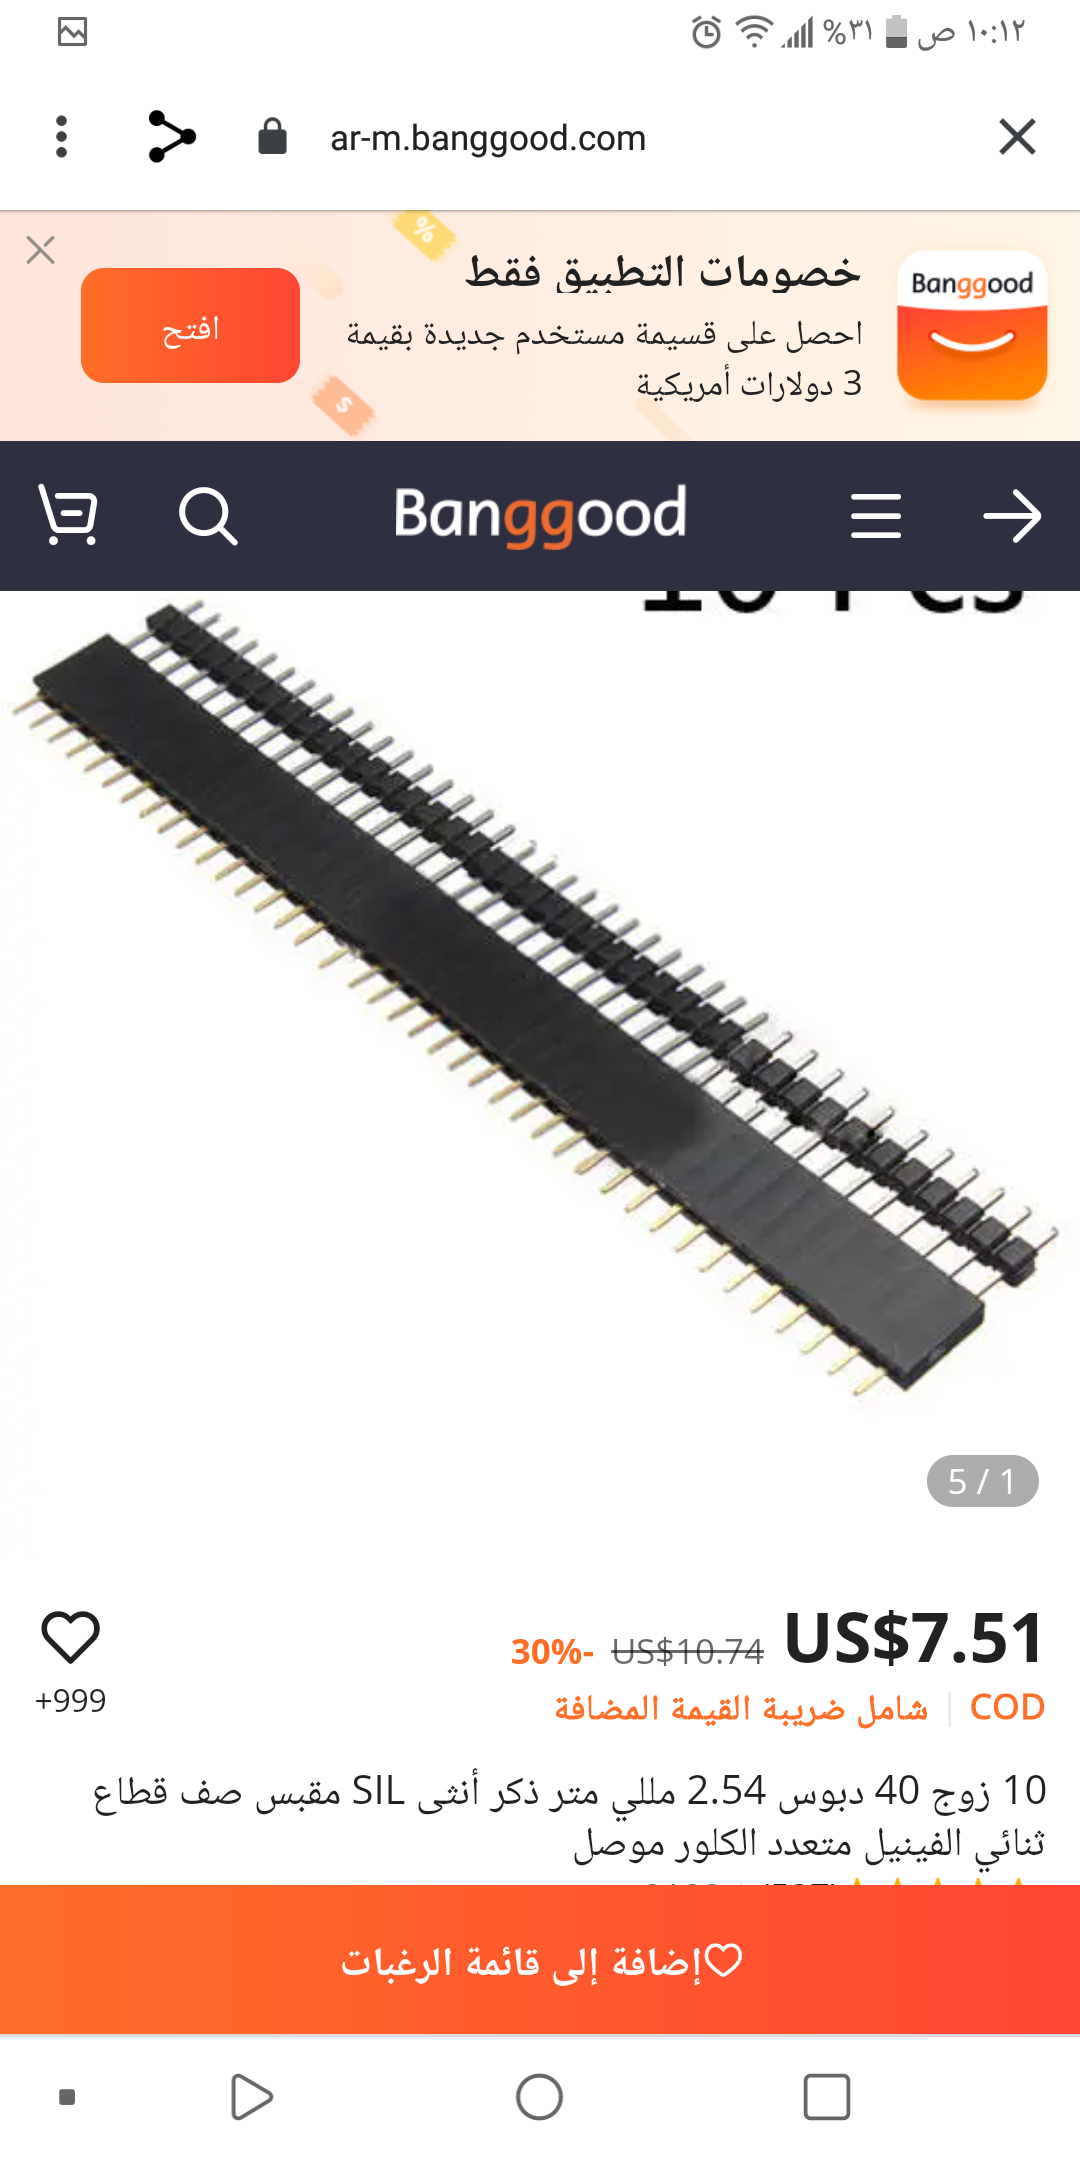 ١٠:١٢ ص %٣١
ar-m.banggood.com
خصومات التطبيق فقط
Banggood
احصل على قسيمة مستخدم جديدة بقيمة
3 دولارات أمريكية
افتح
%
$
Banggood
5 / 1
US$7.51 US$10.74 30%-
+999
COD | شامل ضريبة القيمة المضافة
10 زوج 40 دبوس 2.54 مللي متر ذكر أنثى SIL مقبس صف قطاع
ثنائي الفينيل متعدد الكلور موصل
إضافة إلى قائمة الرغبات